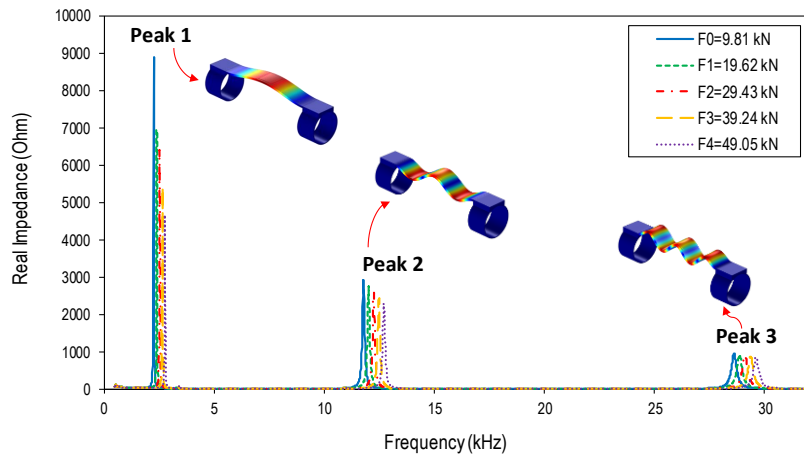 10000
9000
8000
7000
6000
5000
4000
3000
2000
1000
0
Real Impedance (Ohm)
0 5 10 15 20 25 30
Frequency (kHz)
Peak 1
Peak 2
Peak 3
F0=9.81 kN
F1=19.62 kN
F2=29.43 kN
F3=39.24 kN
F4=49.05 kN